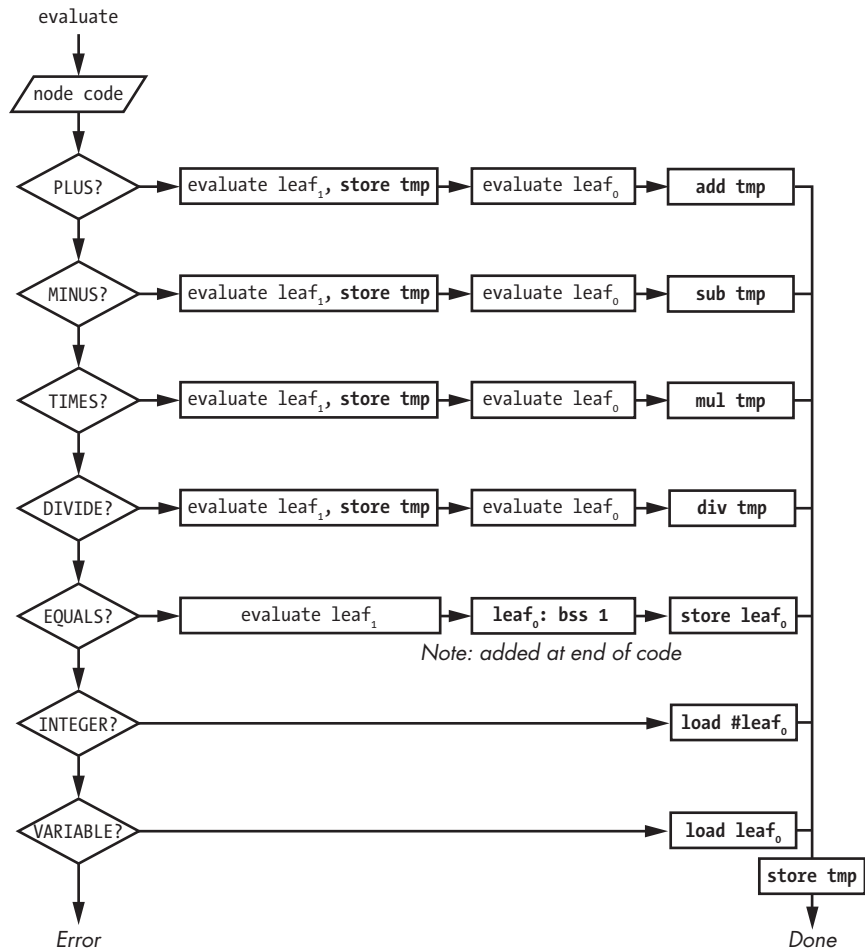 evaluate
node code
PLUS? evaluate leaf₁, store tmp evaluate leaf₀ add tmp
MINUS? evaluate leaf₁, store tmp evaluate leaf₀ sub tmp
TIMES? evaluate leaf₁, store tmp evaluate leaf₀ mul tmp
DIVIDE? evaluate leaf₁, store tmp evaluate leaf₀ div tmp
EQUALS? evaluate leaf₁ leaf₀: bss 1 store leaf₀
Note: added at end of code
INTEGER? load #leaf₀
VARIABLE? load leaf₀
store tmp
Error Done